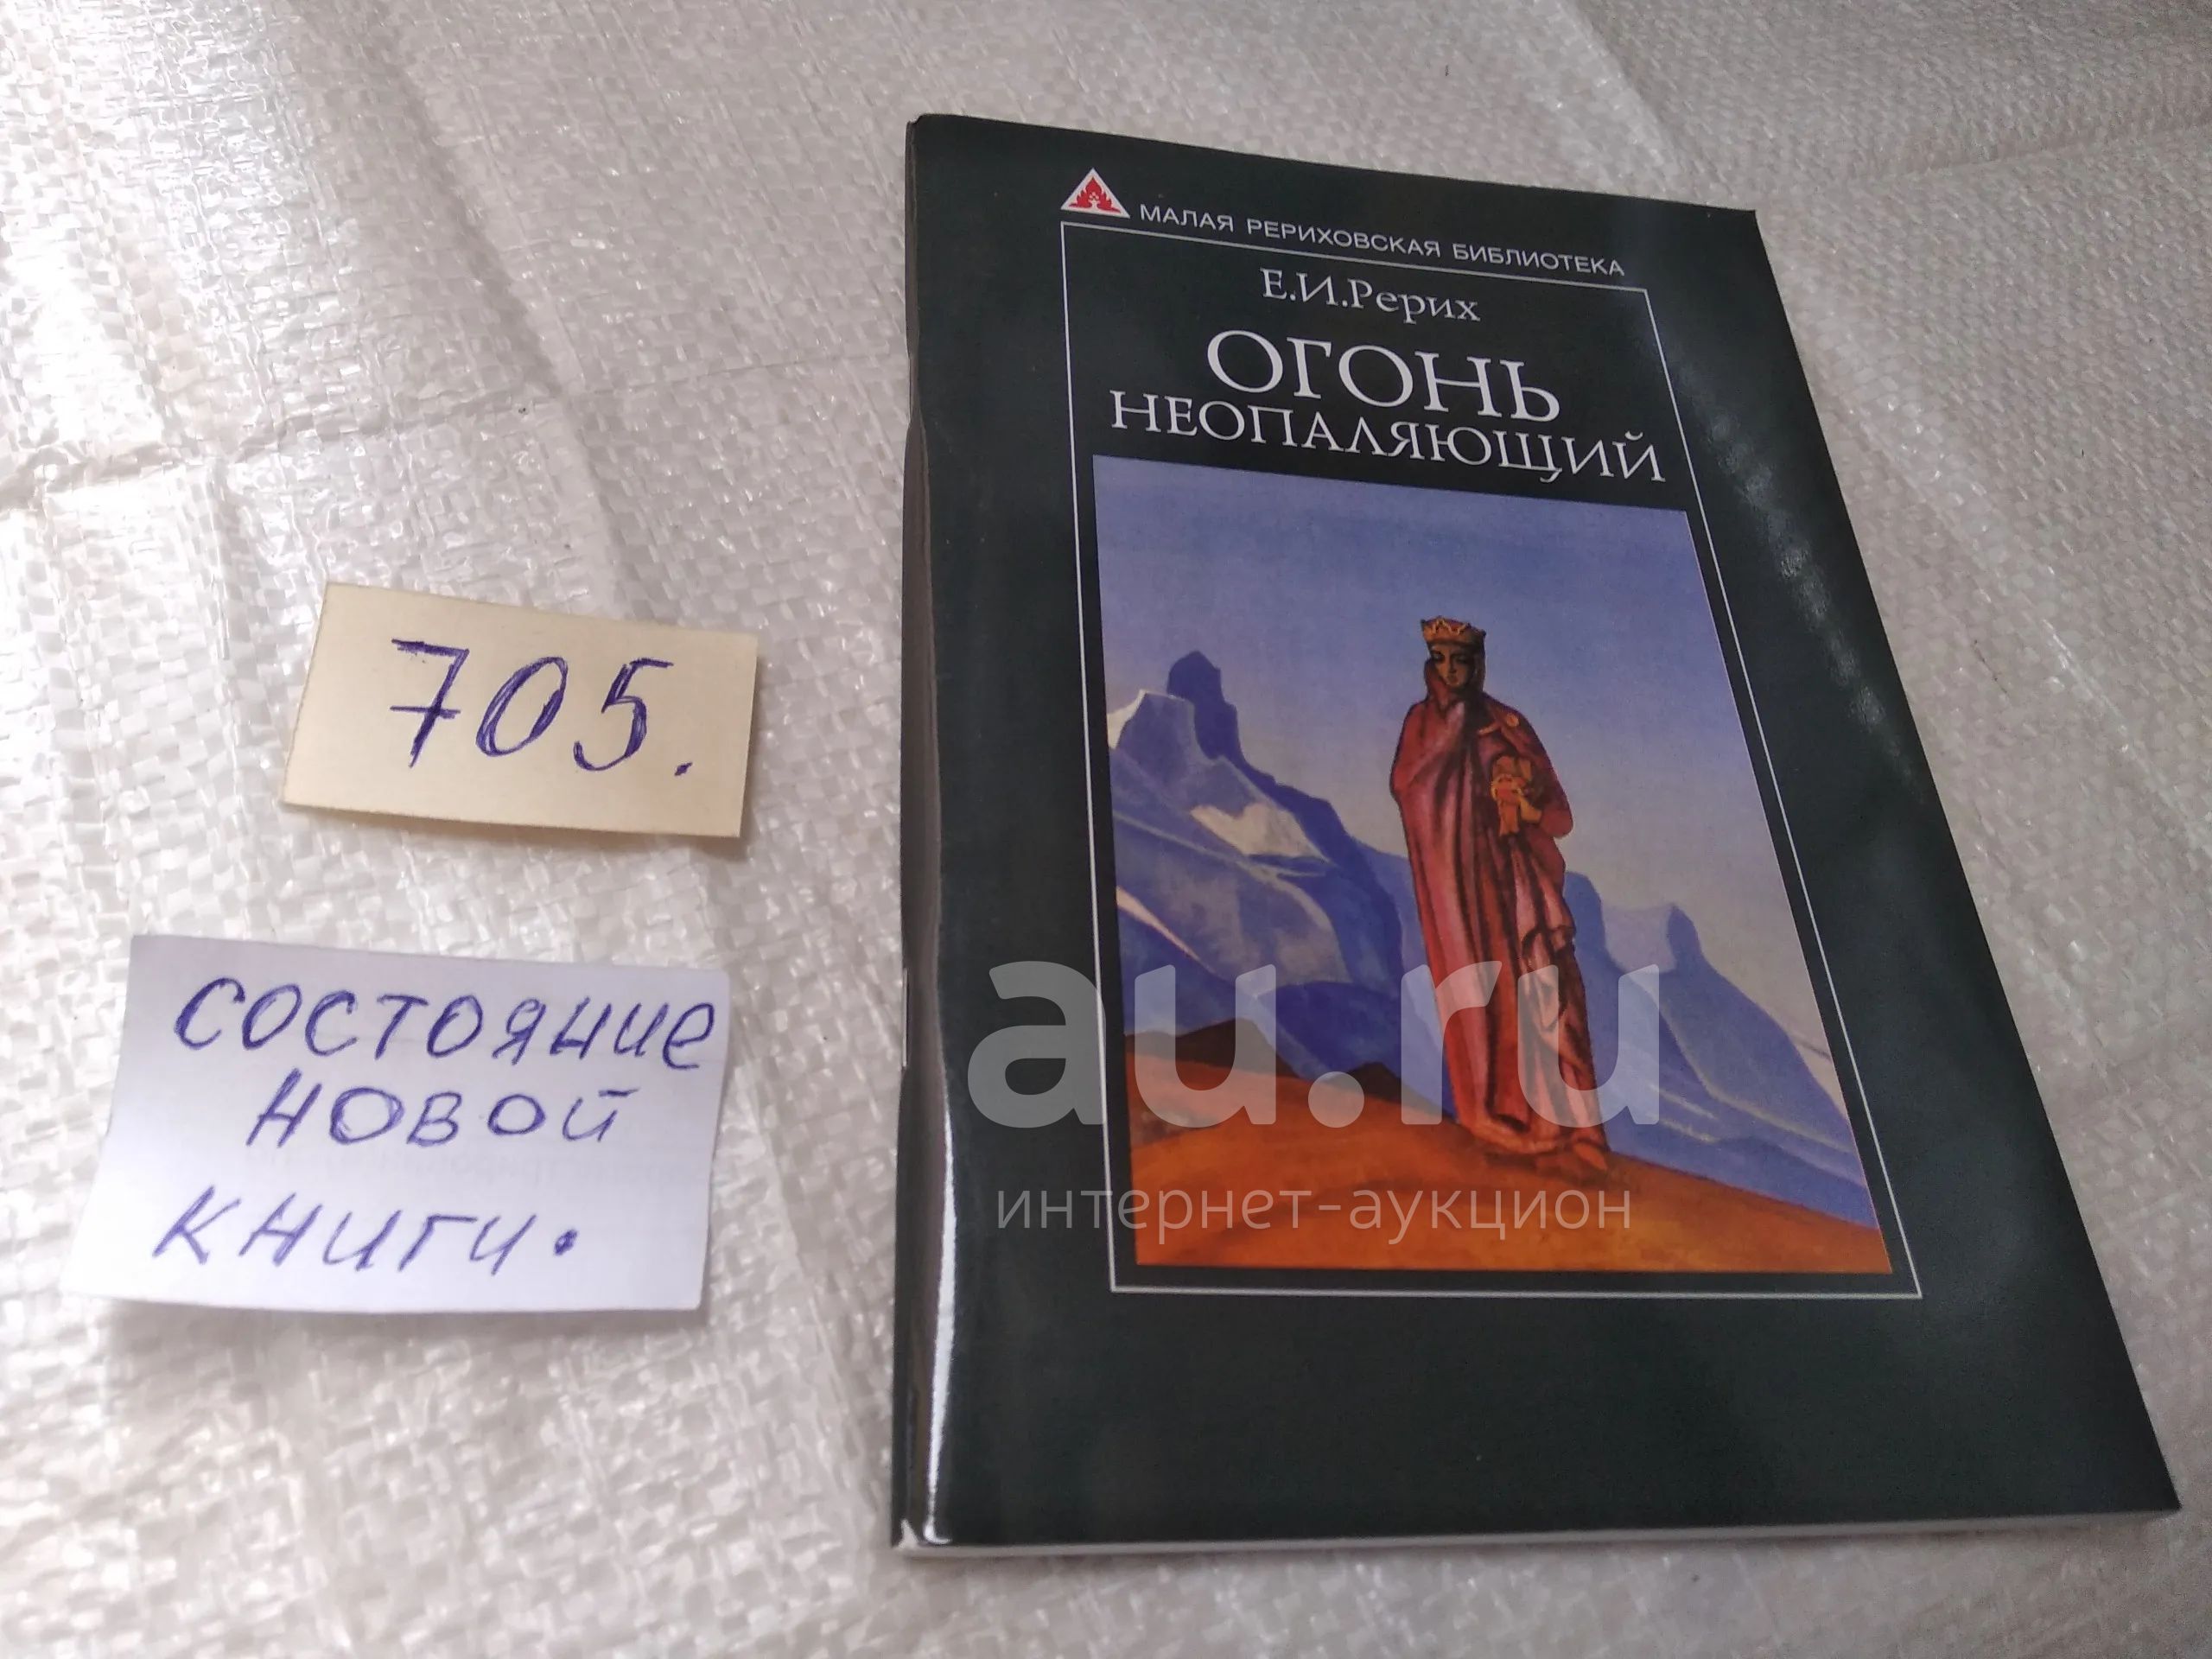 МАЛАЯ РЕРИХОВСКАЯ БИБЛИОТЕКА
Е.И.Рерих
ОГОНЬ
НЕОПАЛЯЮЩИЙ
705.
состояние
новой
книги.
au.ru
интернет-аукцион